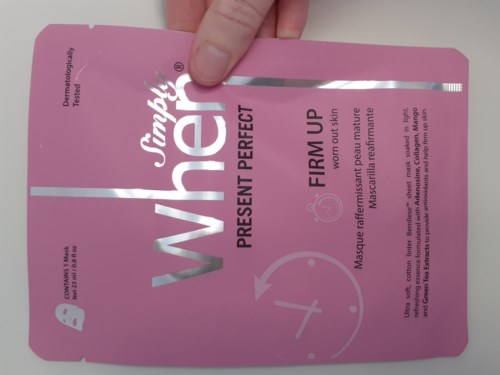 Dermatologically
Tested
Simply
when®
PRESENT PERFECT
FIRM UP
worn out skin
Masque raffermissant peau mature
Mascarilla reafirmante
Ultra soft, cotton linter Bemliese™ sheet mask soaked in light,
refreshing essence formulated with Adenosine, Collagen, Mango
and Green Tea Extracts to provide antioxidants and help firm up skin
CONTAINS 1 Mask
Net 23 ml / 0.8 fl oz